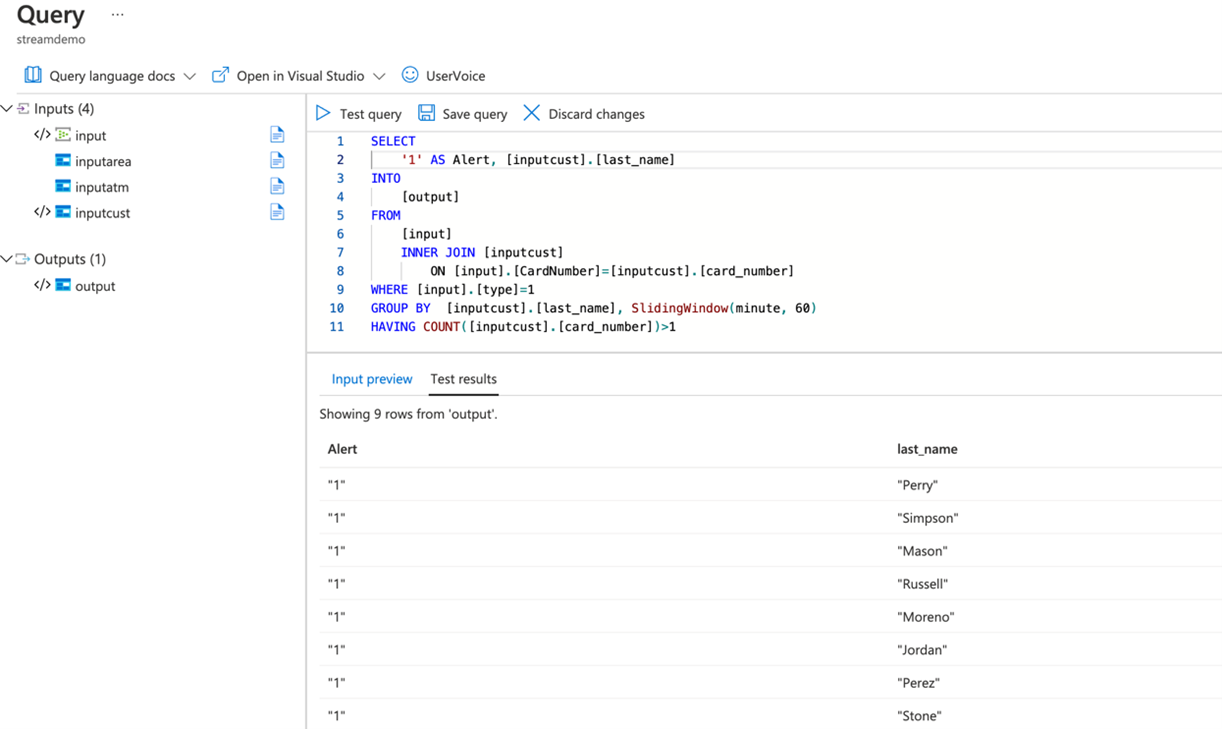 Query ...
streamdemo
Query language docs Open in Visual Studio UserVoice
Inputs (4)
</> input
inputarea
inputatm
</> inputcust
Outputs (1)
</> output
Test query Save query Discard changes
1 SELECT
2 '1' AS Alert, [inputcust].[last_name]
3 INTO
4 [output]
5 FROM
6 [input]
7 INNER JOIN [inputcust]
8 ON [input].[CardNumber]=[inputcust].[card_number]
9 WHERE [input].[type]=1
10 GROUP BY [inputcust].[last_name], SlidingWindow(minute, 60)
11 HAVING COUNT([inputcust].[card_number])>1
Input preview Test results
Showing 9 rows from 'output'.
Alert last_name
"1" "Perry"
"1" "Simpson"
"1" "Mason"
"1" "Russell"
"1" "Moreno"
"1" "Jordan"
"1" "Perez"
"1" "Stone"